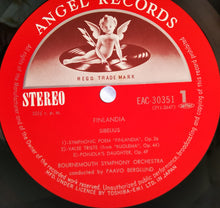 ANGEL RECORDS
REGD. TRADE MARK
STEREO
EAC-30351 1
FINLANDIA
SIBELIUS
1) SYMPHONIC POEM "FINLANDIA", Op. 26
2) VALSE TRISTE (from "KUOLEMA", Op. 44)
3) POHJOLA'S DAUGHTER, Op. 49
BOURNEMOUTH SYMPHONY ORCHESTRA
conducted by PAAVO BERGLUND
MFD. UNDER LICENCE BY TOSHIBA-EMI LTD. IN JAPAN